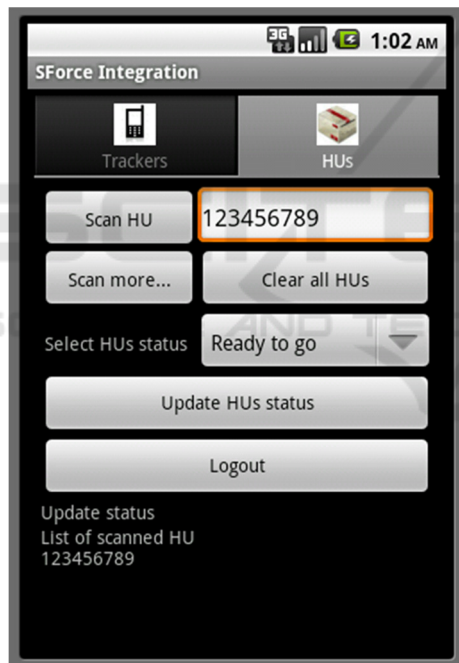 3G 1:02 AM
SForce Integration
Trackers HUs
Scan HU 123456789
Scan more... Clear all HUs
Select HUs status Ready to go
Update HUs status
Logout
Update status
List of scanned HU
123456789